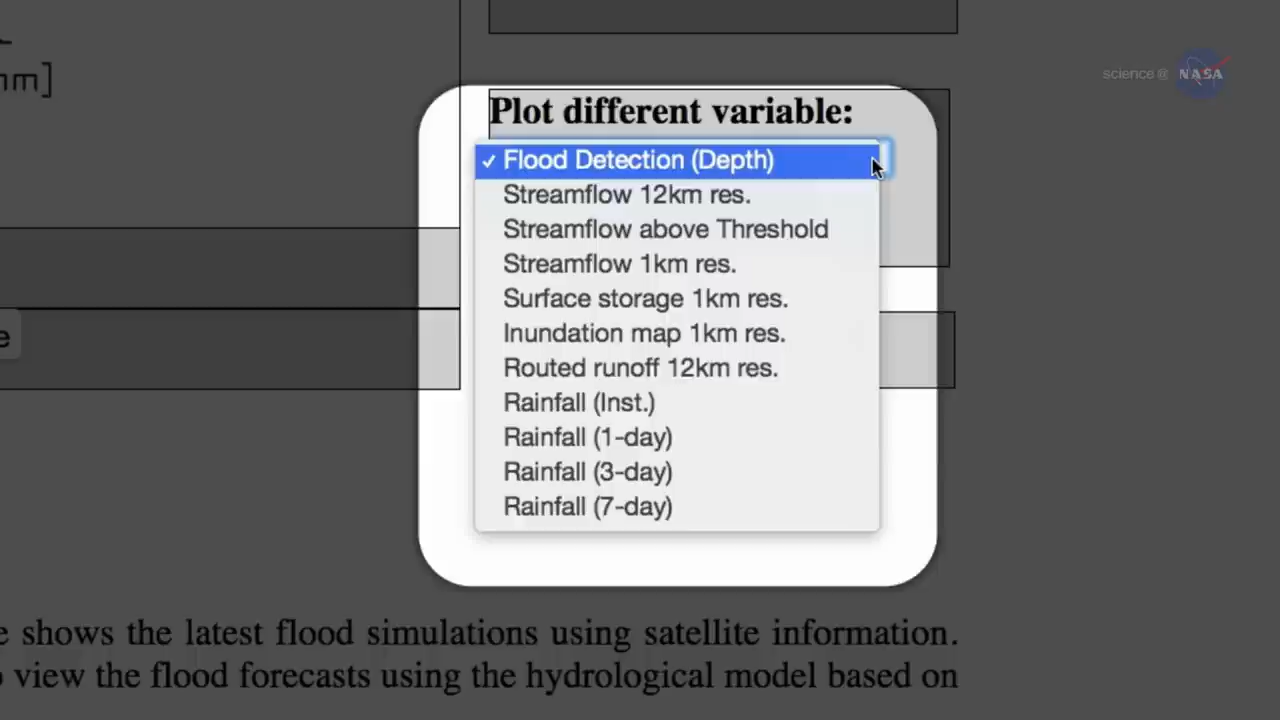 mm]
science@ NASA
Plot different variable:
✓ Flood Detection (Depth)
Streamflow 12km res.
Streamflow above Threshold
Streamflow 1km res.
Surface storage 1km res.
e
Inundation map 1km res.
Routed runoff 12km res.
Rainfall (Inst.)
Rainfall (1-day)
Rainfall (3-day)
Rainfall (7-day)
e shows the latest flood simulations using satellite information.
view the flood forecasts using the hydrological model based on